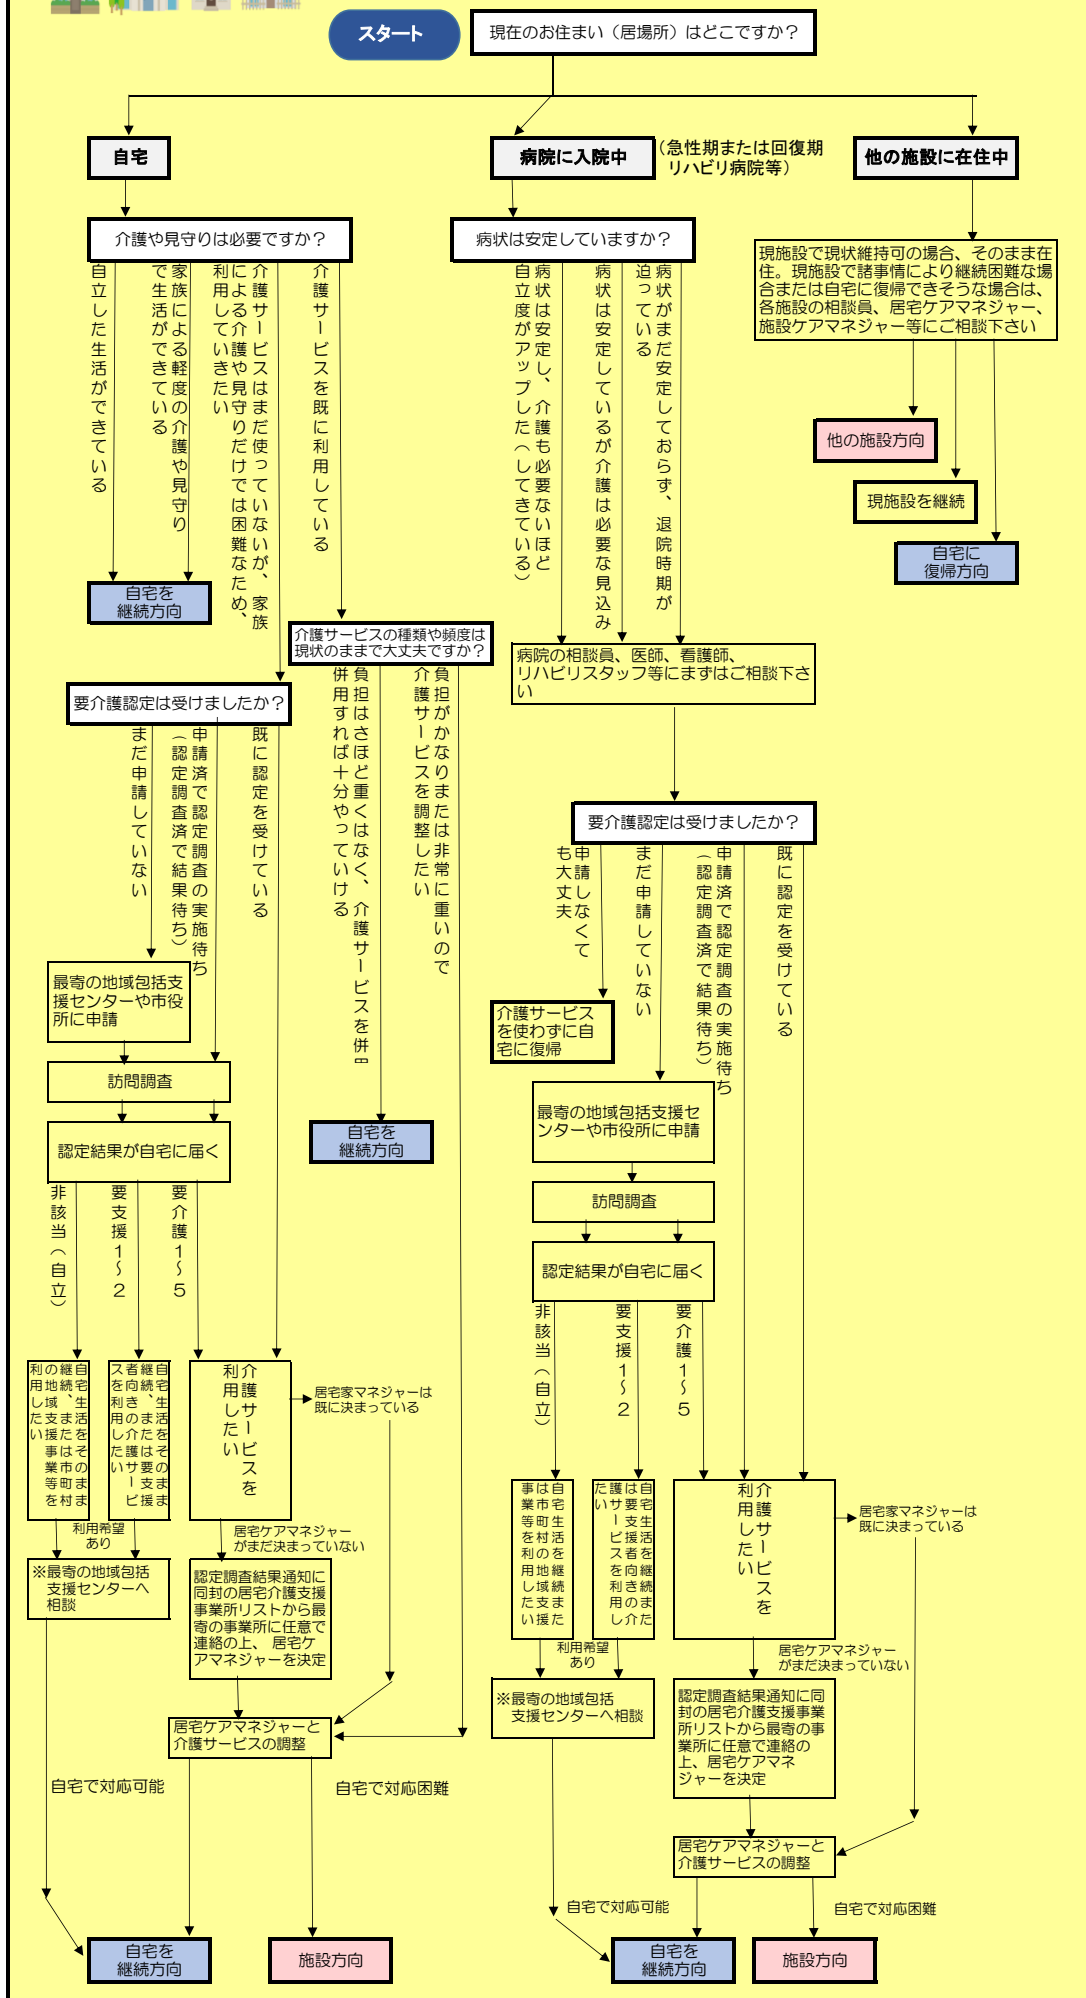 スタート
現在のお住まい（居場所）はどこですか？
自宅
病院に入院中
（急性期または回復期
リハビリ病院等）
他の施設に在住中
介護や見守りは必要ですか？
病状は安定していますか？
現施設で現状維持可の場合、そのまま在
住。現施設で諸事情により継続困難な場
合または自宅に復帰できそうな場合は、
各施設の相談員、居宅ケアマネジャー、
施設ケアマネジャー等にご相談下さい
他の施設方向
現施設を継続
自宅に
復帰方向
介護サービスを既に利用している
介護サービスはまだ使っていないが、家族
による介護や見守りだけでは困難なため、
利用していきたい
家族による軽度の介護や見守り
で生活ができている
自立した生活ができている
自宅を
継続方向
病状がまだ安定しておらず、退院時期が
迫っている
病状は安定しているが介護は必要な見込み
病状は安定し、介護も必要ないほど
自立度がアップした（してきている）
介護サービスの種類や頻度は
現状のままで大丈夫ですか？
病院の相談員、医師、看護師、
リハビリスタッフ等にまずはご相談下さ
い
要介護認定は受けましたか？
負担がかなりまたは非常に重いので
介護サービスを調整したい
負担はさほど重くはなく、介護サービスを併用
併用すれば十分やっていける
既に認定を受けている
申請済で認定調査の実施待ち
（認定調査済で結果待ち）
まだ申請していない
要介護認定は受けましたか？
既に認定を受けている
申請済で認定調査の実施待ち
（認定調査済で結果待ち）
まだ申請していない
申請しなくて
も大丈夫
最寄の地域包括支
援センターや市役
所に申請
訪問調査
認定結果が自宅に届く
自宅を
継続方向
介護サービス
を使わずに自
宅に復帰
最寄の地域包括支援セ
ンターや市役所に申請
訪問調査
認定結果が自宅に届く
要介護１～５
要支援１～２
非該当（自立）
要介護１～５
要支援１～２
非該当（自立）
介護サービスを
利用したい
自宅生活をそのまま
継続、または要支援
者向きの介護サービ
スを利用したい
自宅生活をそのまま
継続、または市町村
の地域支援事業等を
利用したい
居宅家マネジャーは
既に決まっている
利用希望
あり
居宅ケアマネジャー
がまだ決まっていない
※最寄の地域包括
支援センターへ
相談
認定調査結果通知に
同封の居宅介護支援
事業所リストから最
寄の事業所に任意で
連絡の上、 居宅ケ
アマネジャーを決定
居宅ケアマネジャーと
介護サービスの調整
自宅で対応可能
自宅で対応困難
自宅を
継続方向
施設方向
介護サービスを
利用したい
自宅生活を継続また
は要支援者向きの介
護サービスを利用し
たい
自宅生活を継続また
は市町村の地域支援
事業等を利用したい
居宅家マネジャーは
既に決まっている
利用希望
あり
居宅ケアマネジャー
がまだ決まっていない
※最寄の地域包括
支援センターへ相談
認定調査結果通知に同
封の居宅介護支援事業
所リストから最寄の事
業所に任意で連絡の
上、居宅ケアマネ
ジャーを決定
居宅ケアマネジャーと
介護サービスの調整
自宅で対応可能
自宅で対応困難
自宅を
継続方向
施設方向